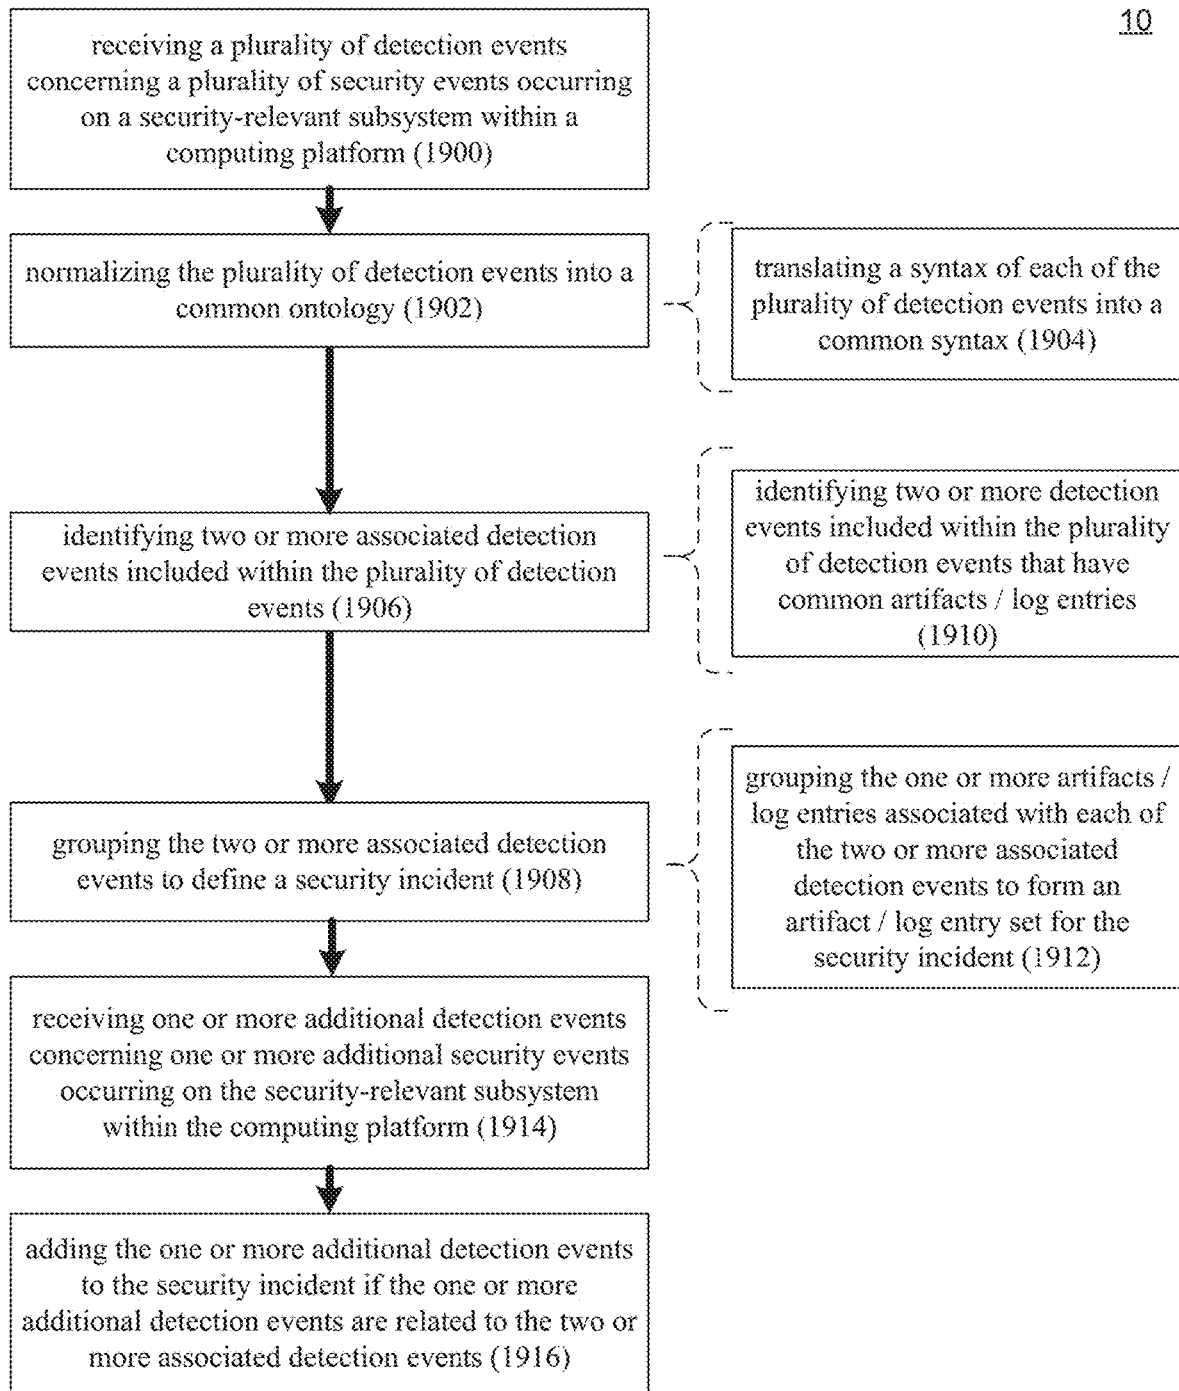 10
receiving a plurality of detection events
concerning a plurality of security events occurring
on a security-relevant subsystem within a
computing platform (1900)
normalizing the plurality of detection events into a
common ontology (1902)
translating a syntax of each of the
plurality of detection events into a
common syntax (1904)
identifying two or more associated detection
events included within the plurality of detection
events (1906)
identifying two or more detection
events included within the plurality
of detection events that have
common artifacts / log entries
(1910)
grouping the two or more associated detection
events to define a security incident (1908)
grouping the one or more artifacts /
log entries associated with each of
the two or more associated
detection events to form an
artifact / log entry set for the
security incident (1912)
receiving one or more additional detection events
concerning one or more additional security events
occurring on the security-relevant subsystem
within the computing platform (1914)
adding the one or more additional detection events
to the security incident if the one or more
additional detection events are related to the two or
more associated detection events (1916)